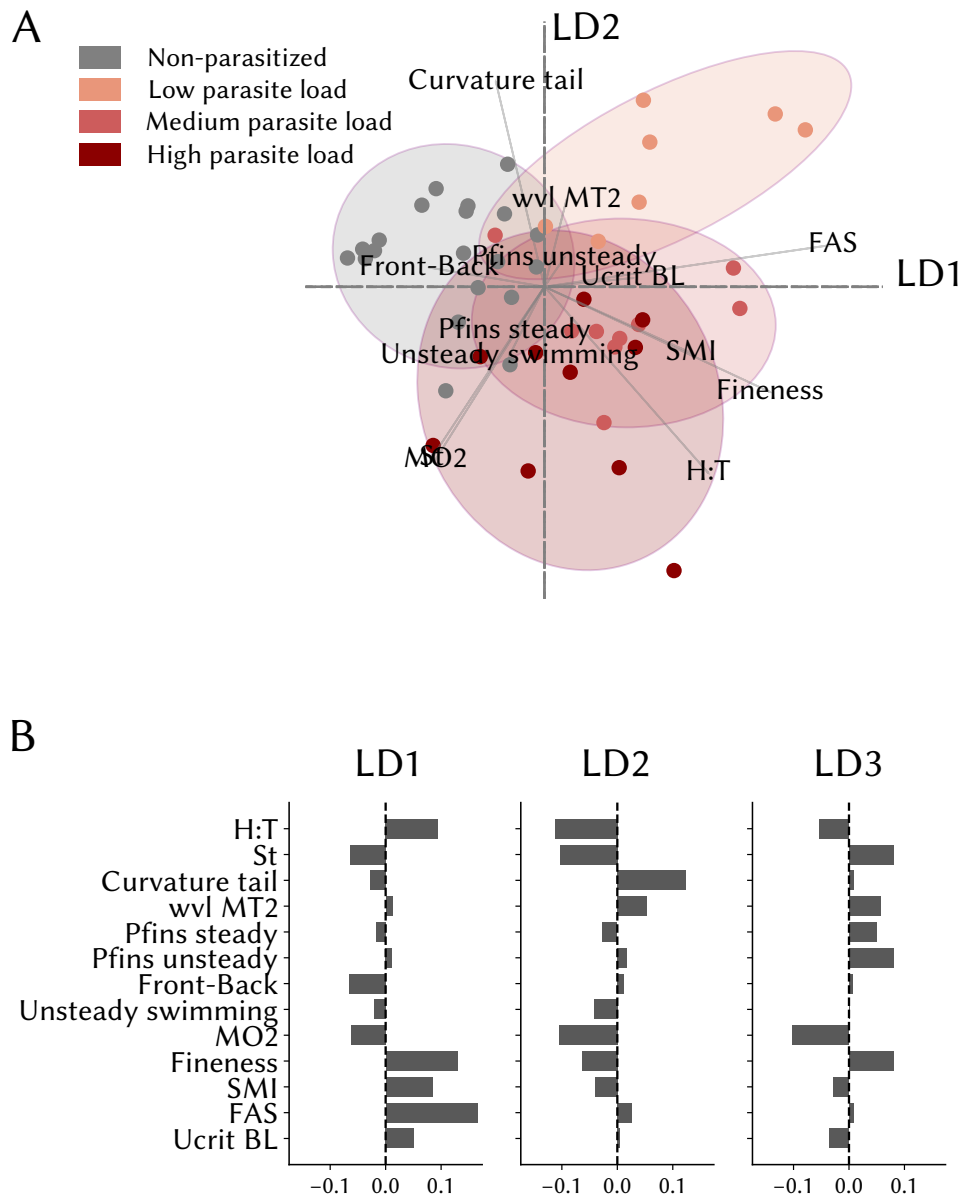 A
LD2
Non-parasitized
Low parasite load
Medium parasite load
High parasite load
Curvature tail
wvl MT2
FAS
Pfins unsteady
Front-Back
Ucrit BL
LD1
Pfins steady
Unsteady swimming
SMI
Fineness
MO2
St
H:T
B
LD1
LD2
LD3
H:T
St
Curvature tail
wvl MT2
Pfins steady
Pfins unsteady
Front-Back
Unsteady swimming
MO2
Fineness
SMI
FAS
Ucrit BL
−0.1 0.0 0.1
−0.1 0.0 0.1
−0.1 0.0 0.1